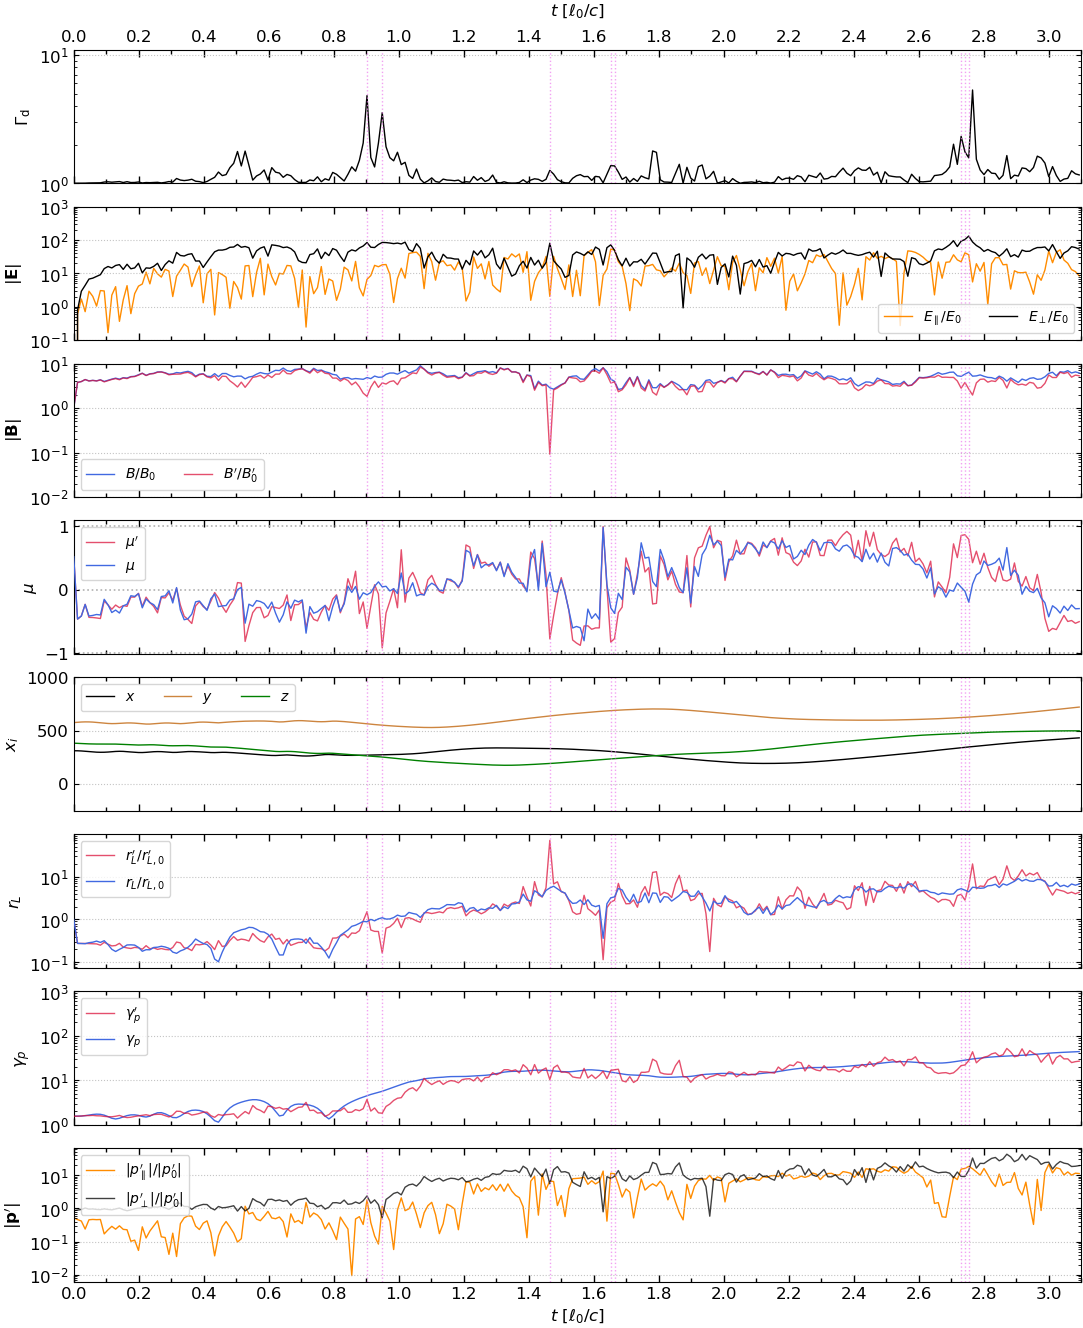 t [ℓ₀/c]
0.0 0.2 0.4 0.6 0.8 1.0 1.2 1.4 1.6 1.8 2.0 2.2 2.4 2.6 2.8 3.0
Γ_d
10¹
10⁰
|E|
10³
10²
10¹
10⁰
10⁻¹
E_∥/E₀ E_⊥/E₀
|B|
10¹
10⁰
10⁻¹
10⁻²
B/B₀ B′/B′₀
μ
1
0
−1
μ′
μ
x_i
1000
500
0
x y z
r_L
10¹
10⁰
10⁻¹
r′_L/r′_{L,0}
r_L/r_{L,0}
γ_p
10³
10²
10¹
10⁰
γ′_p
γ_p
|p′|
10¹
10⁰
10⁻¹
10⁻²
|p′_∥|/|p′₀|
|p′_⊥|/|p′₀|
0.0 0.2 0.4 0.6 0.8 1.0 1.2 1.4 1.6 1.8 2.0 2.2 2.4 2.6 2.8 3.0
t [ℓ₀/c]